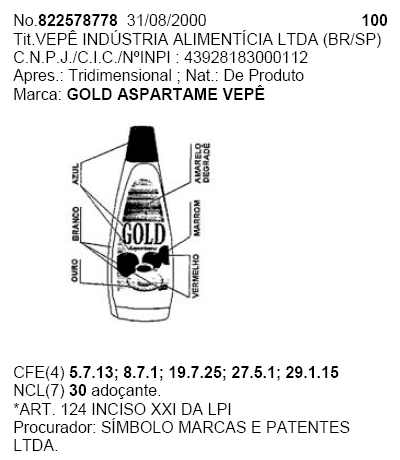 No.822578778 31/08/2000 100
Tit.VEPÊ INDÚSTRIA ALIMENTÍCIA LTDA (BR/SP)
C.N.P.J./C.I.C./NºINPI : 43928183000112
Apres.: Tridimensional ; Nat.: De Produto
Marca: GOLD ASPARTAME VEPÊ
AZUL
AMARELO DEGRADÊ
BRANCO
MARROM
GOLD
Aspartame
OURO
VERMELHO
CFE(4) 5.7.13; 8.7.1; 19.7.25; 27.5.1; 29.1.15
NCL(7) 30 adoçante.
*ART. 124 INCISO XXI DA LPI
Procurador: SÍMBOLO MARCAS E PATENTES
LTDA.